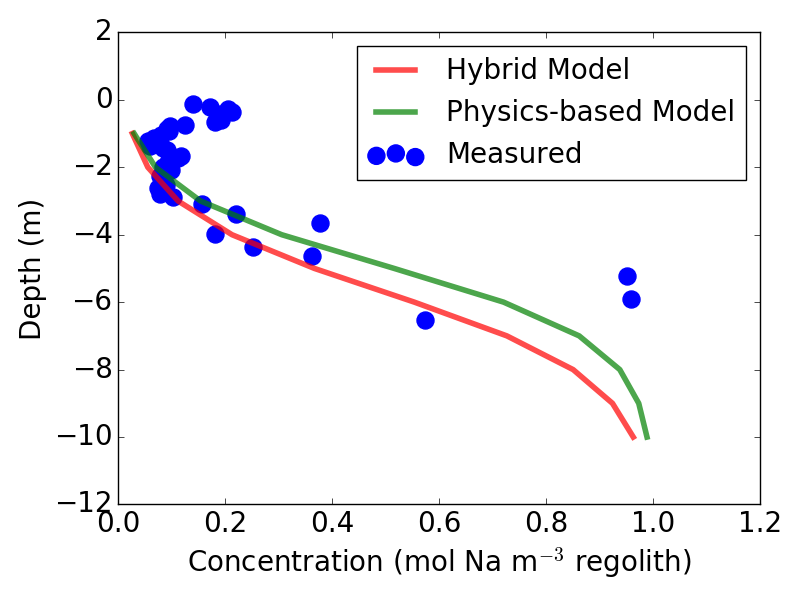 2
0
−2
−4
−6
−8
−10
−12
Depth (m)
Hybrid Model
Physics-based Model
Measured
0.0 0.2 0.4 0.6 0.8 1.0 1.2
Concentration (mol Na m⁻³ regolith)